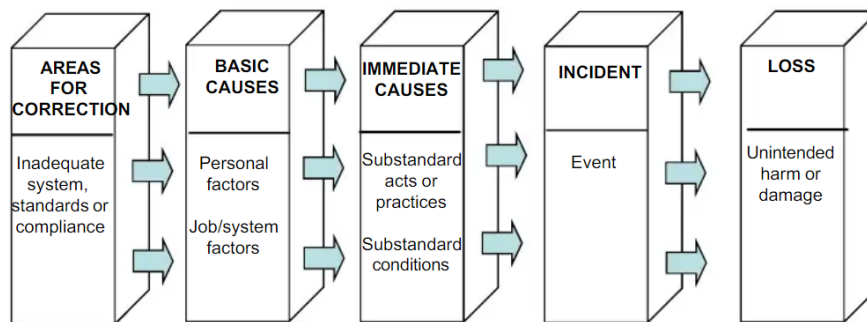 AREAS
FOR
CORRECTION
Inadequate
system,
standards or
compliance
BASIC
CAUSES
Personal
factors
Job/system
factors
IMMEDIATE
CAUSES
Substandard
acts or
practices
Substandard
conditions
INCIDENT
Event
LOSS
Unintended
harm or
damage